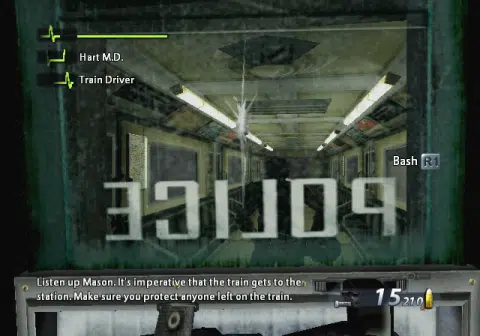 Hart M.D.
Train Driver
Bash R1
POLICE
Listen up Mason. It's imperative that the train gets to the
station. Make sure you protect anyone left on the train.
15 210